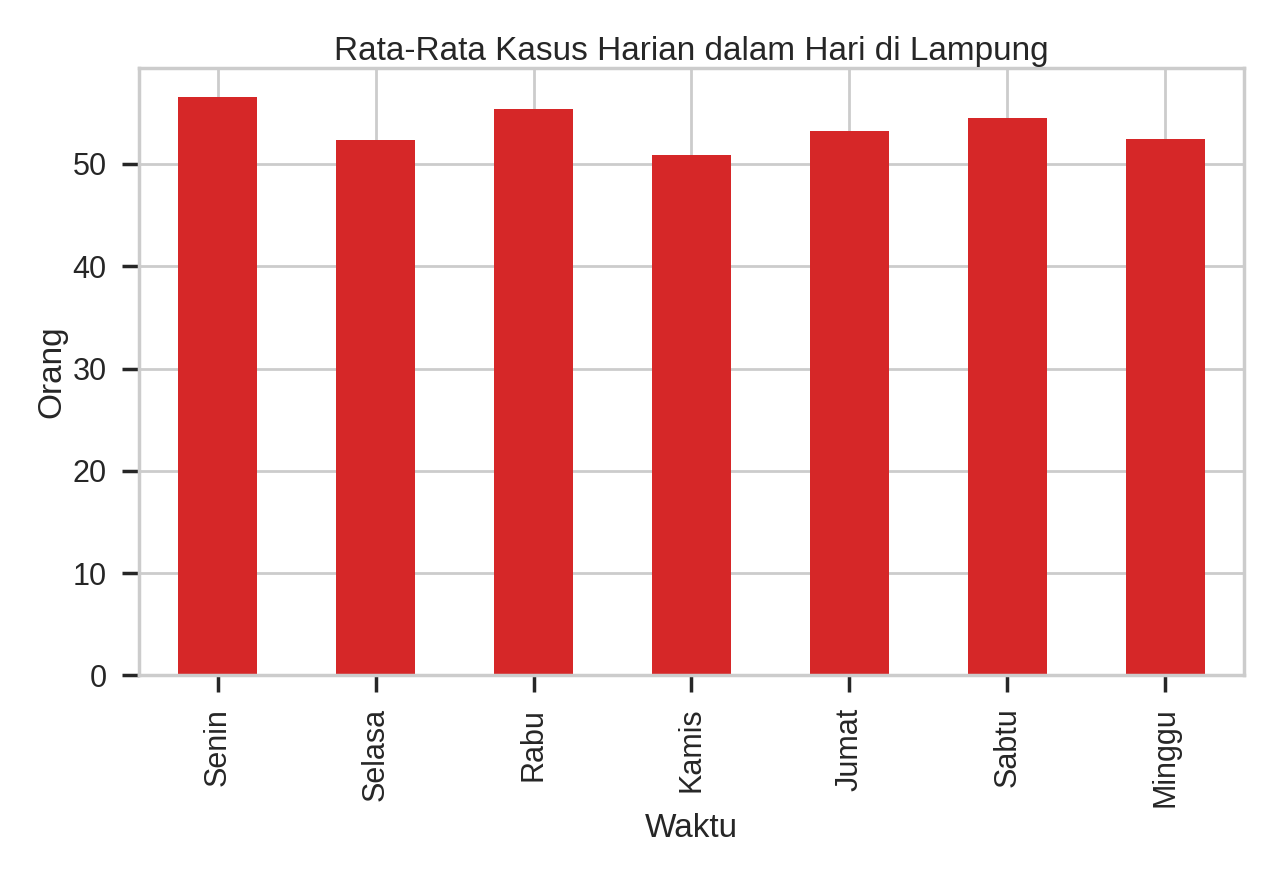 Rata-Rata Kasus Harian dalam Hari di Lampung
Orang
50
40
30
20
10
0
Senin
Selasa
Rabu
Kamis
Jumat
Sabtu
Minggu
Waktu